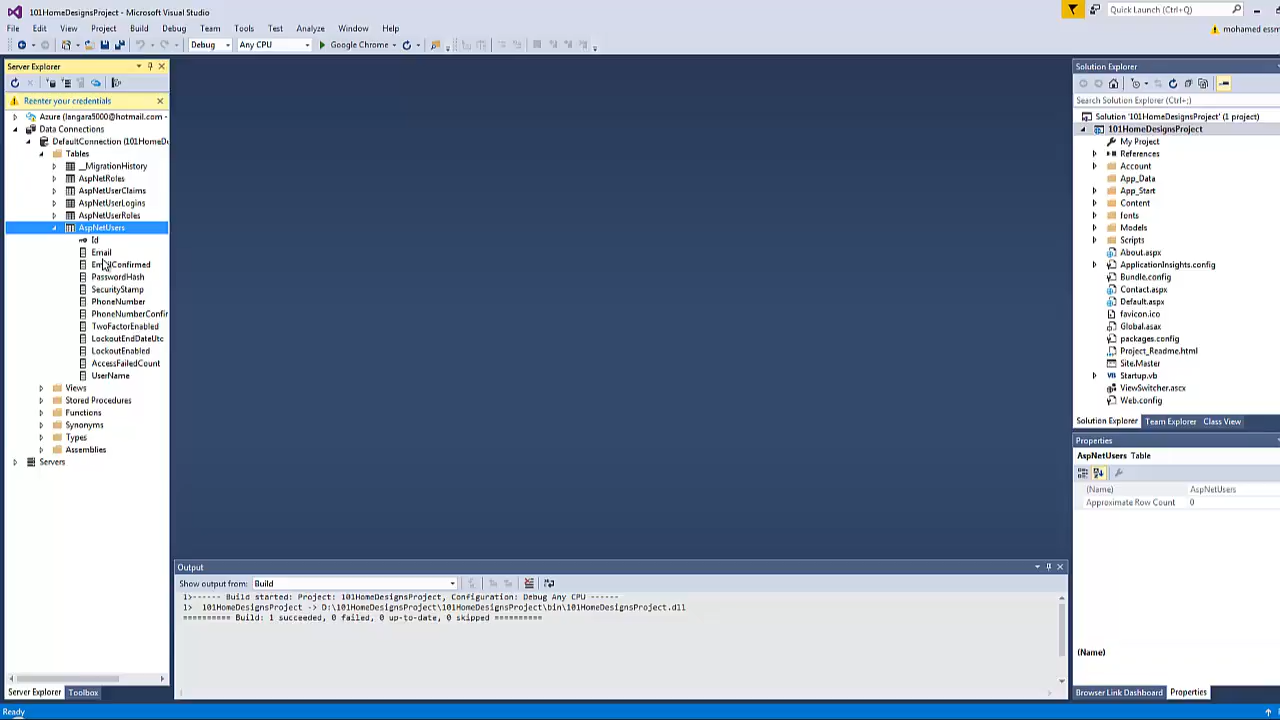 101HomeDesignsProject - Microsoft Visual Studio
Quick Launch (Ctrl+Q)
File Edit View Project Build Debug Team Tools Test Analyze Window Help
mohamed essm
Debug Any CPU Google Chrome
Server Explorer
Reenter your credentials
Azure (langara5000@hotmail.com -
Data Connections
DefaultConnection (101HomeD
Tables
__MigrationHistory
AspNetRoles
AspNetUserClaims
AspNetUserLogins
AspNetUserRoles
AspNetUsers
Id
Email
EmailConfirmed
PasswordHash
SecurityStamp
PhoneNumber
PhoneNumberConfir
TwoFactorEnabled
LockoutEndDateUtc
LockoutEnabled
AccessFailedCount
UserName
Views
Stored Procedures
Functions
Synonyms
Types
Assemblies
Servers
Server Explorer Toolbox
Output
Show output from: Build
1>------ Build started: Project: 101HomeDesignsProject, Configuration: Debug Any CPU ------
1> 101HomeDesignsProject -> D:\101HomeDesignsProject\101HomeDesignsProject\bin\101HomeDesignsProject.dll
========== Build: 1 succeeded, 0 failed, 0 up-to-date, 0 skipped ==========
Solution Explorer
Search Solution Explorer (Ctrl+;)
Solution '101HomeDesignsProject' (1 project)
101HomeDesignsProject
My Project
References
Account
App_Data
App_Start
Content
fonts
Models
Scripts
About.aspx
ApplicationInsights.config
Bundle.config
Contact.aspx
Default.aspx
favicon.ico
Global.asax
packages.config
Project_Readme.html
Site.Master
Startup.vb
ViewSwitcher.ascx
Web.config
Solution Explorer Team Explorer Class View
Properties
AspNetUsers Table
(Name) AspNetUsers
Approximate Row Count 0
(Name)
Browser Link Dashboard Properties
Ready